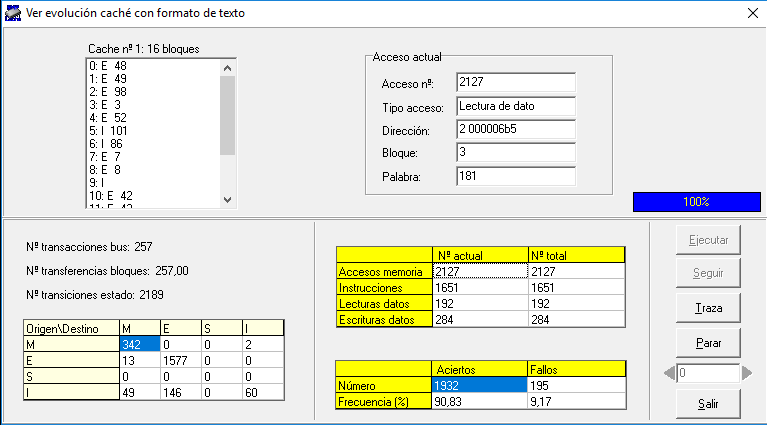 Ver evolución caché con formato de texto
Cache nº 1: 16 bloques
0: E 48
1: E 49
2: E 98
3: E 3
4: E 52
5: I 101
6: I 86
7: E 7
8: E 8
9: I
10: E 42
11: E 43
Acceso actual
Acceso nº: 2127
Tipo acceso: Lectura de dato
Dirección: 2 000006b5
Bloque: 3
Palabra: 181
100%
Nº transacciones bus: 257
Nº transferencias bloques: 257,00
Nº transiciones estado: 2189
Origen\Destino M E S I
M 342 0 0 2
E 13 1577 0 0
S 0 0 0 0
I 49 146 0 60
Nº actual Nº total
Accesos memoria 2127 2127
Instrucciones 1651 1651
Lecturas datos 192 192
Escrituras datos 284 284
Aciertos Fallos
Número 1932 195
Frecuencia (%) 90,83 9,17
Ejecutar
Seguir
Traza
Parar
0
Salir